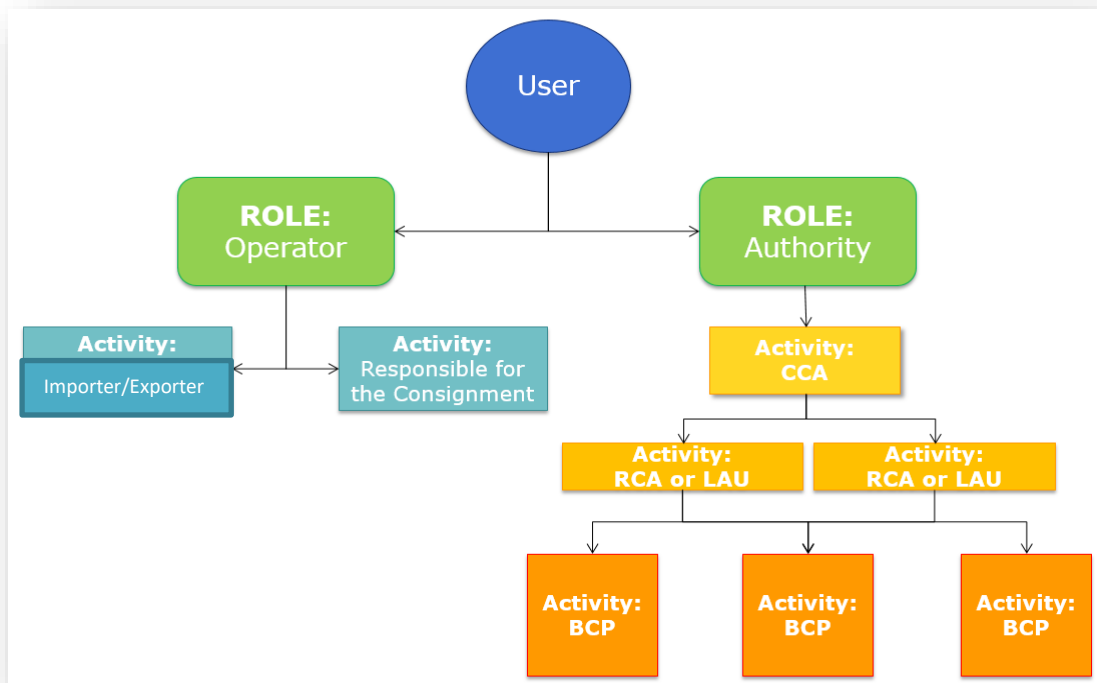 User
ROLE:
Operator
ROLE:
Authority
Activity:
Importer/Exporter
Activity:
Responsible for
the Consignment
Activity:
CCA
Activity:
RCA or LAU
Activity:
RCA or LAU
Activity:
BCP
Activity:
BCP
Activity:
BCP